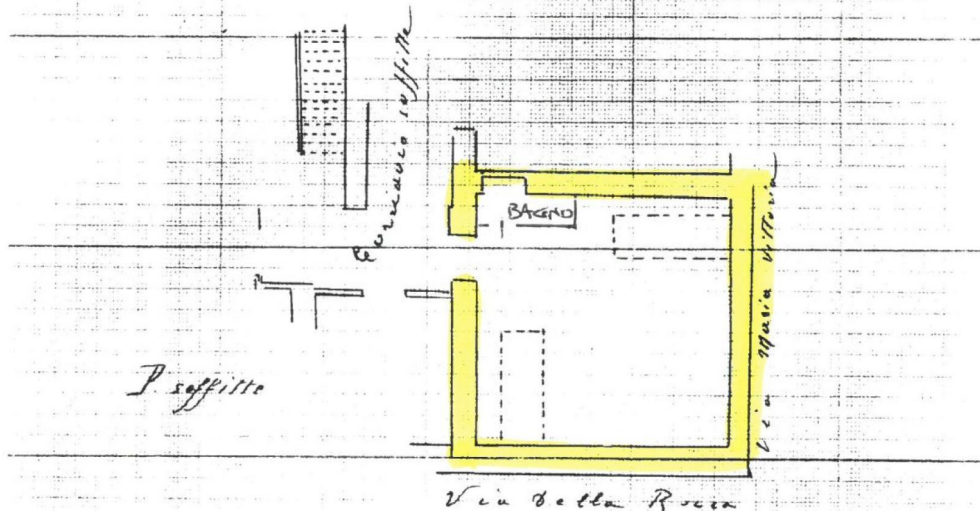 Corridoio soffitte
BAGNO
Via Maria Vittoria
P. soffitte
Via Della Rocca